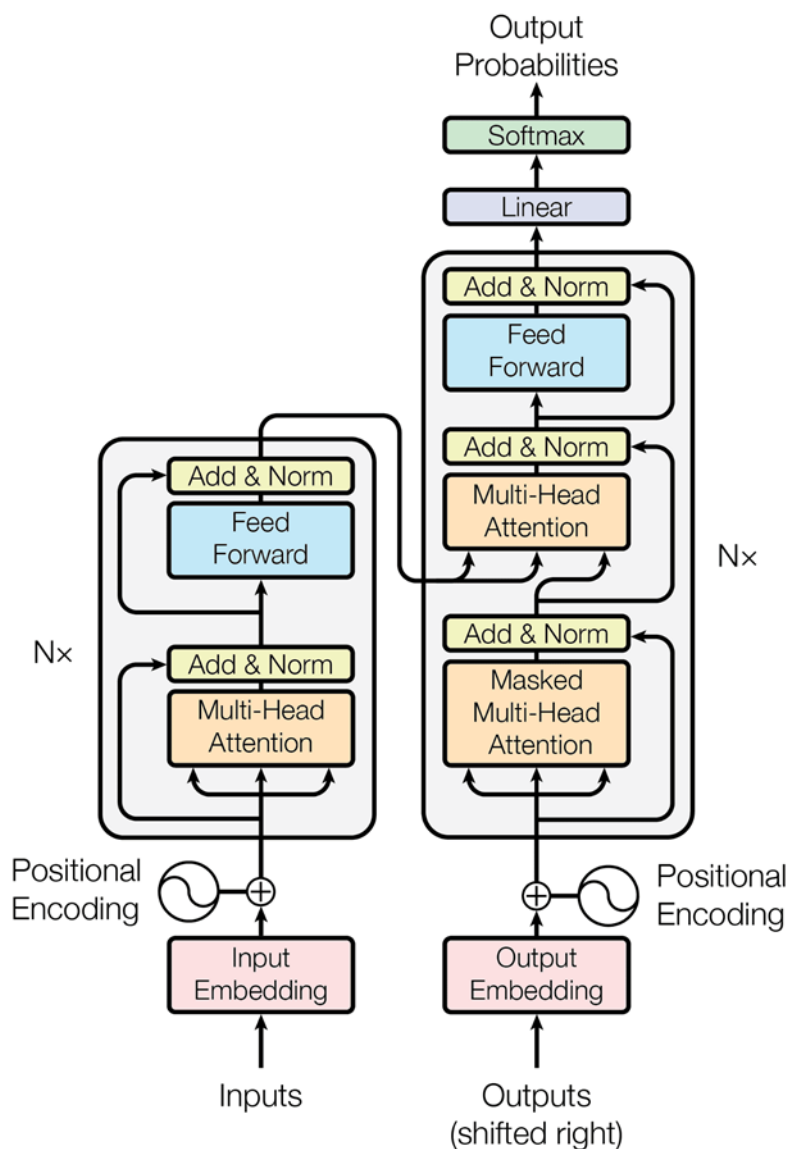 Output
Probabilities
Softmax
Linear
Add & Norm
Feed
Forward
Add & Norm
Multi-Head
Attention
Add & Norm
Masked
Multi-Head
Attention
N×
Add & Norm
Feed
Forward
Add & Norm
Multi-Head
Attention
N×
Positional
Encoding
Positional
Encoding
Input
Embedding
Output
Embedding
Inputs
Outputs
(shifted right)